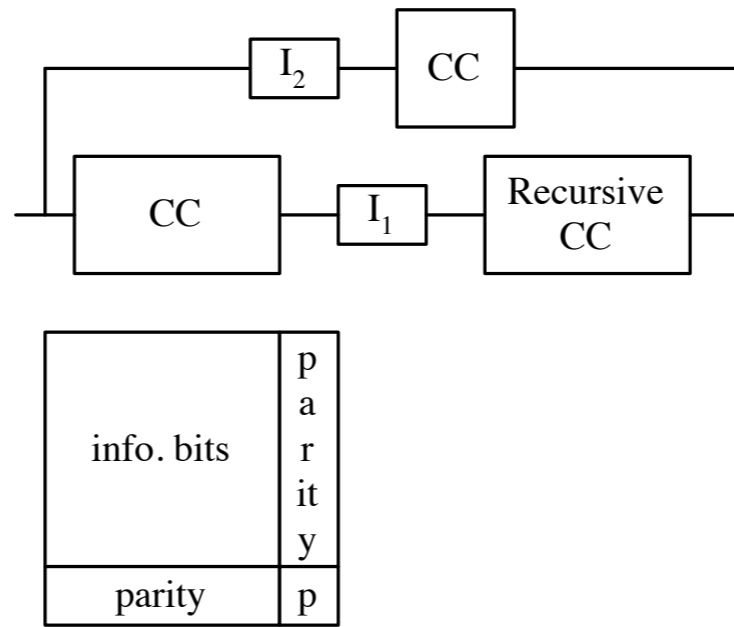 I₂
CC
CC
I₁
Recursive
CC
info. bits
p
a
r
it
y
parity
p